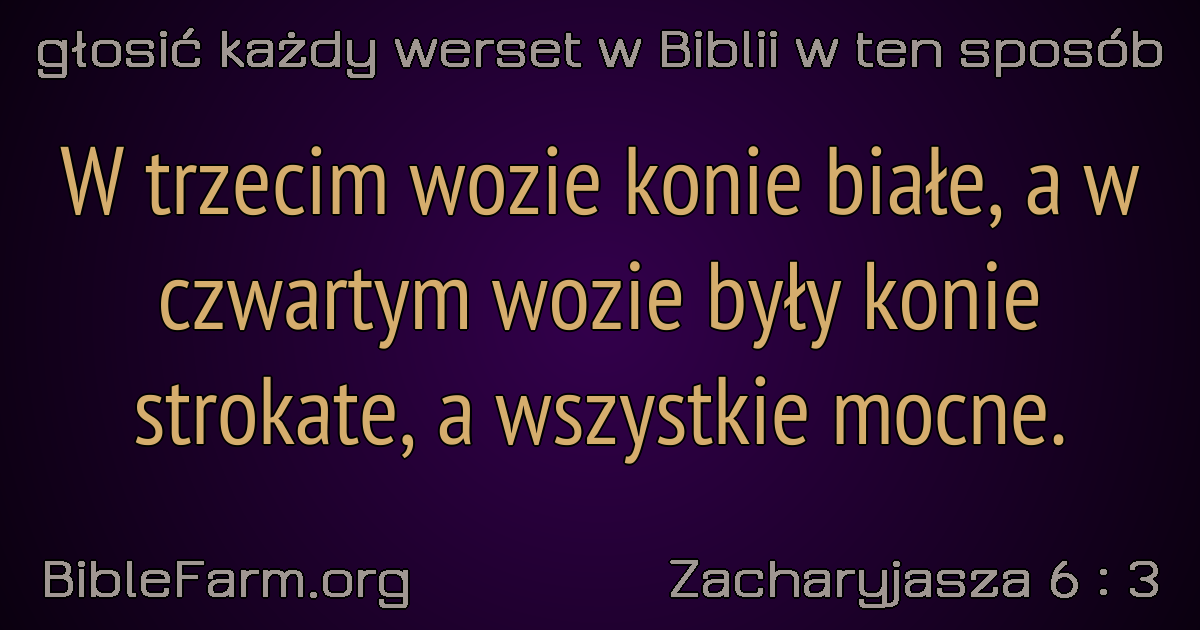 głosić każdy werset w Biblii w ten sposób
W trzecim wozie konie białe, a w
czwartym wozie były konie
strokate, a wszystkie mocne.
BibleFarm.org
Zacharyjasza 6 : 3